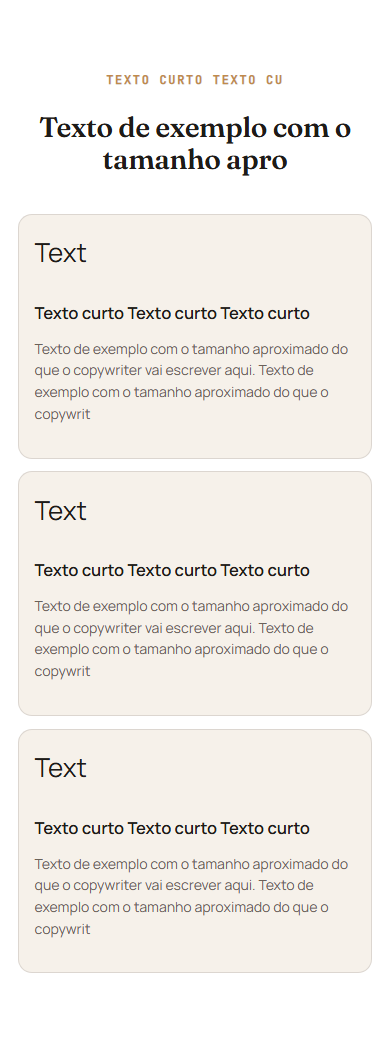 TEXTO CURTO TEXTO CU
Texto de exemplo com o
tamanho apro
Text
Texto curto Texto curto Texto curto
Texto de exemplo com o tamanho aproximado do
que o copywriter vai escrever aqui. Texto de
exemplo com o tamanho aproximado do que o
copywrit
Text
Texto curto Texto curto Texto curto
Texto de exemplo com o tamanho aproximado do
que o copywriter vai escrever aqui. Texto de
exemplo com o tamanho aproximado do que o
copywrit
Text
Texto curto Texto curto Texto curto
Texto de exemplo com o tamanho aproximado do
que o copywriter vai escrever aqui. Texto de
exemplo com o tamanho aproximado do que o
copywrit